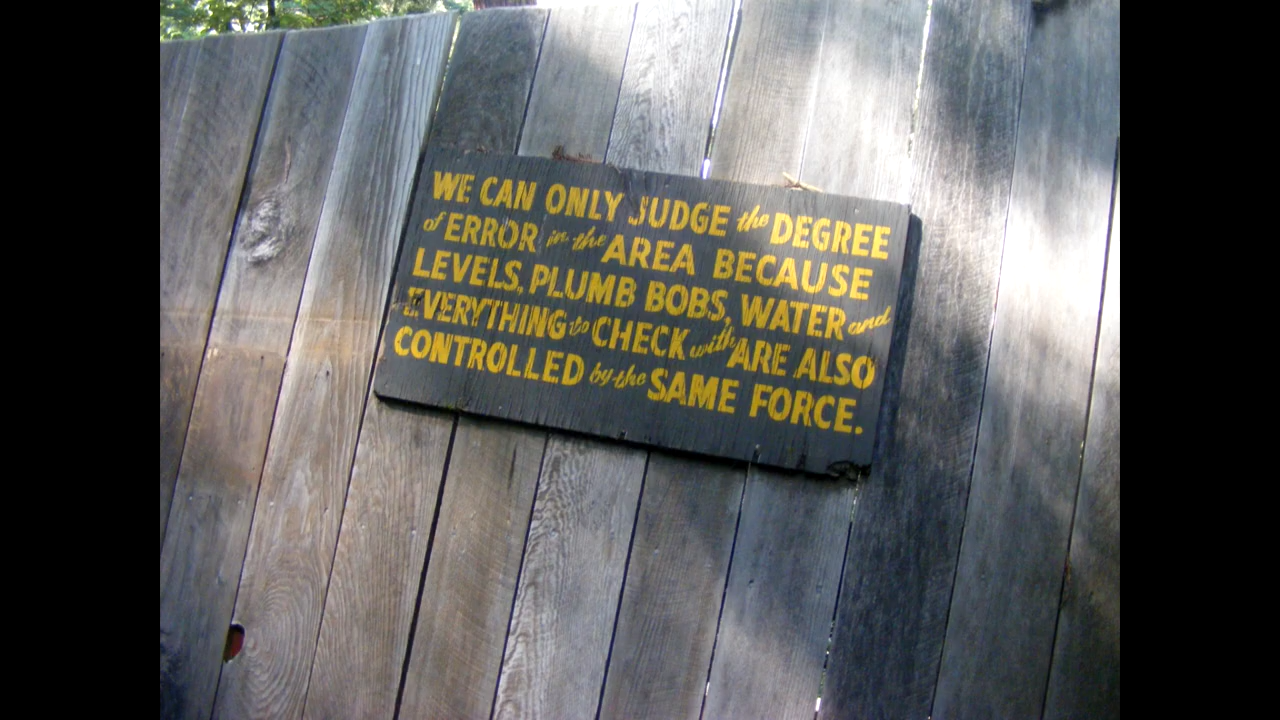 WE CAN ONLY JUDGE the DEGREE
of ERROR in the AREA BECAUSE
LEVELS, PLUMB BOBS, WATER and
EVERYTHING to CHECK with ARE ALSO
CONTROLLED by the SAME FORCE.